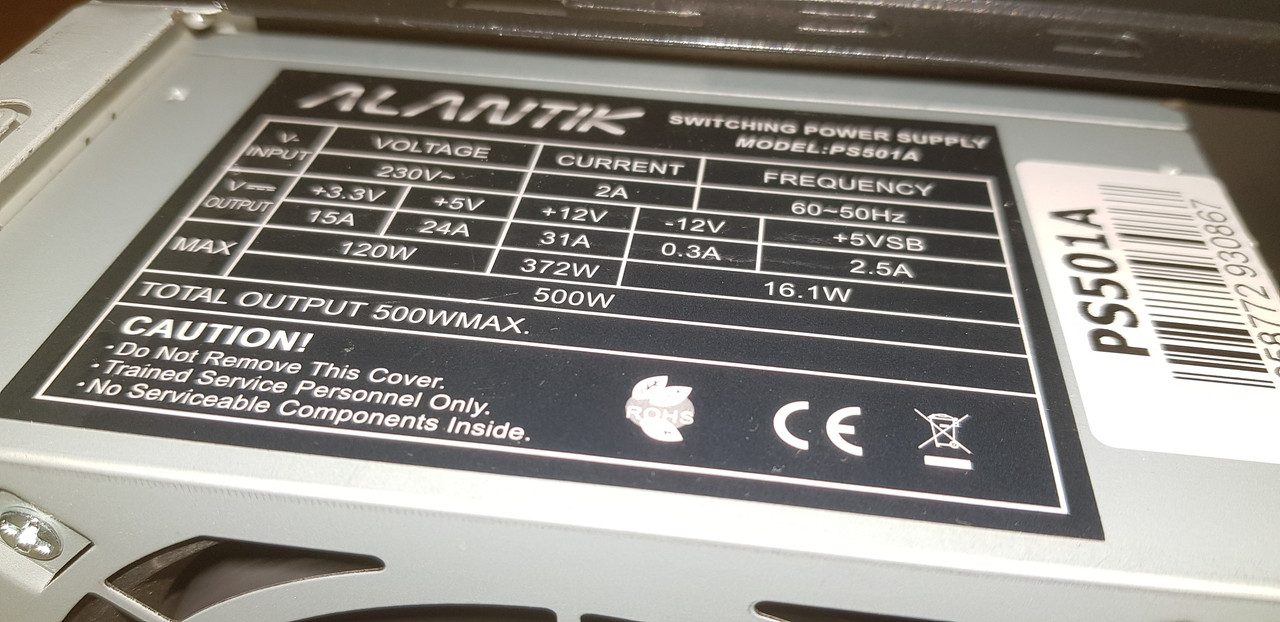 ALANTIK
SWITCHING POWER SUPPLY
MODEL:PS501A
V~ INPUT VOLTAGE CURRENT FREQUENCY
230V~ 2A 60~50Hz
V⎓ OUTPUT +3.3V +5V +12V -12V +5VSB
15A 24A 31A 0.3A 2.5A
MAX 120W 372W 16.1W
500W
TOTAL OUTPUT 500WMAX.
CAUTION!
·Do Not Remove This Cover.
·Trained Service Personnel Only.
·No Serviceable Components Inside.
ROHS
CE
PS501A